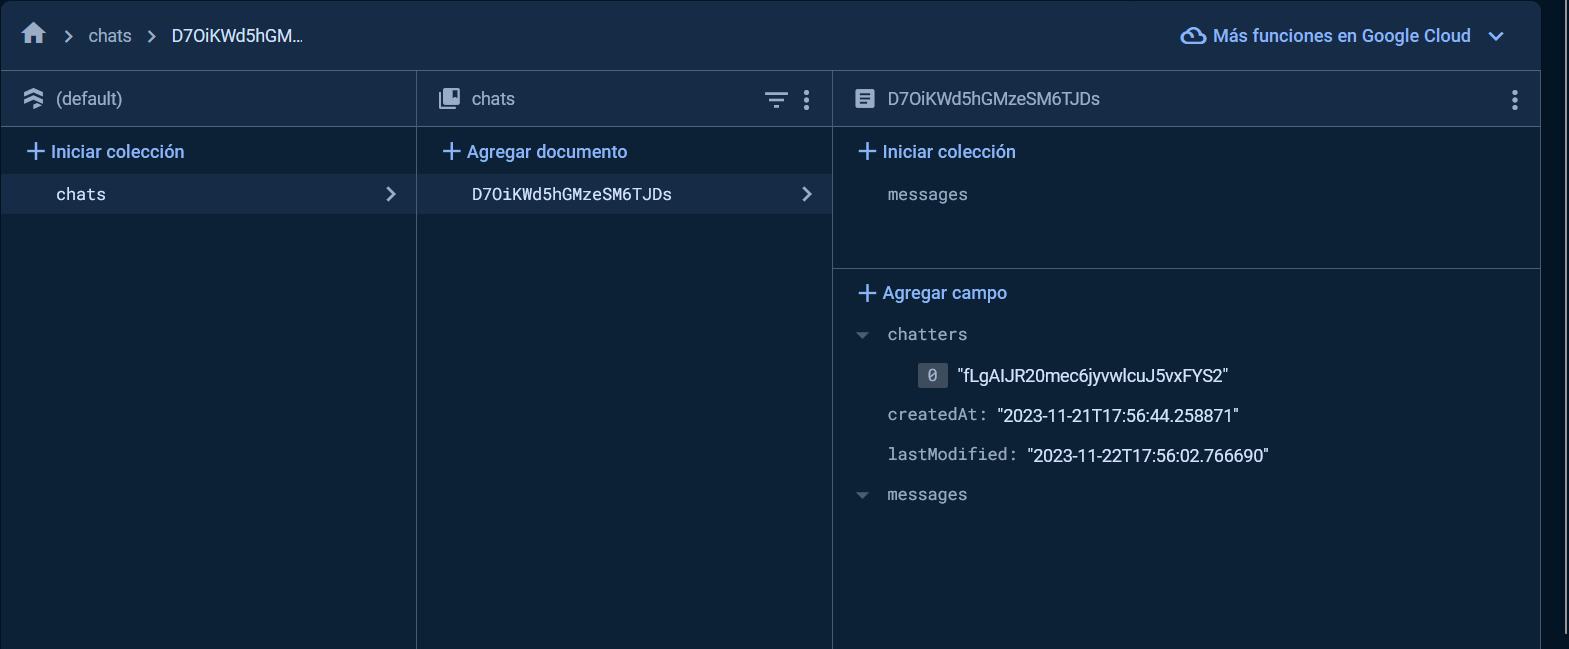 chats
D7OiKWd5hGM...
Más funciones en Google Cloud
(default)
chats
D7OiKWd5hGMzeSM6TJDs
Iniciar colección
Agregar documento
Iniciar colección
chats
D7OiKWd5hGMzeSM6TJDs
messages
Agregar campo
chatters
0 "fLgAIJR20mec6jyvwlcuJ5vxFYS2"
createdAt: "2023-11-21T17:56:44.258871"
lastModified: "2023-11-22T17:56:02.766690"
messages